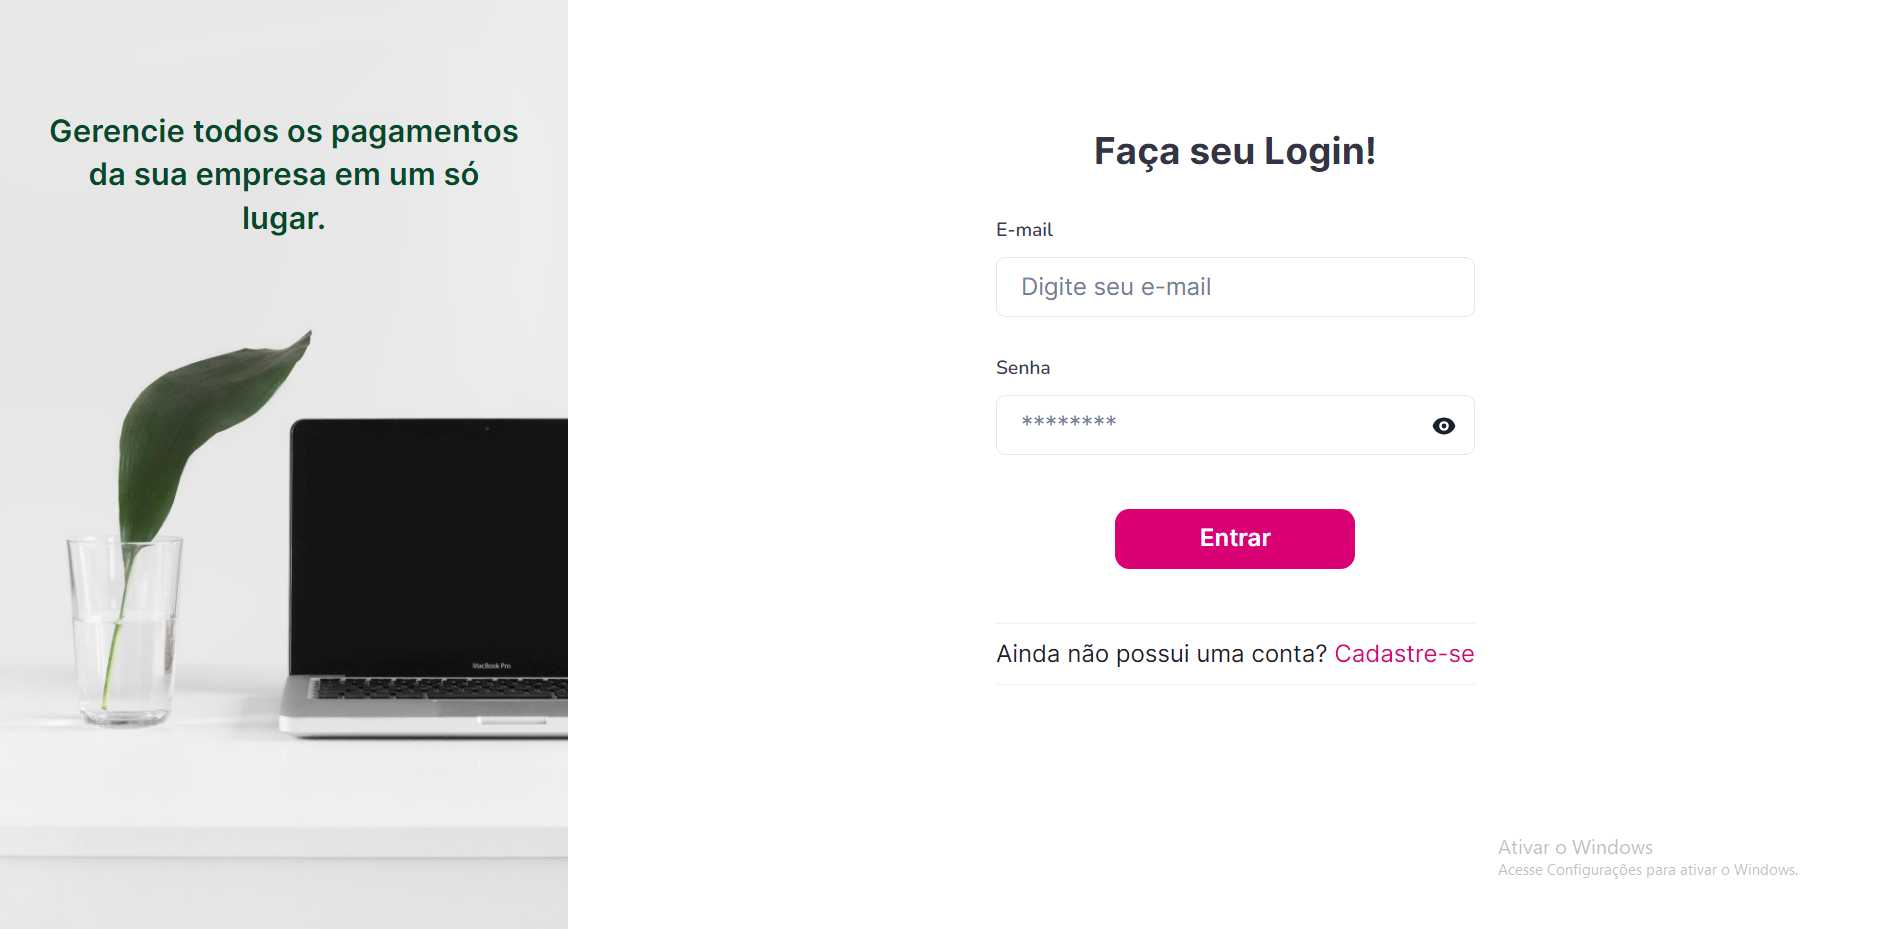 Gerencie todos os pagamentos
da sua empresa em um só
lugar.
MacBook Pro
Faça seu Login!
E-mail
Digite seu e-mail
Senha
********
Entrar
Ainda não possui uma conta? Cadastre-se
Ativar o Windows
Acesse Configurações para ativar o Windows.